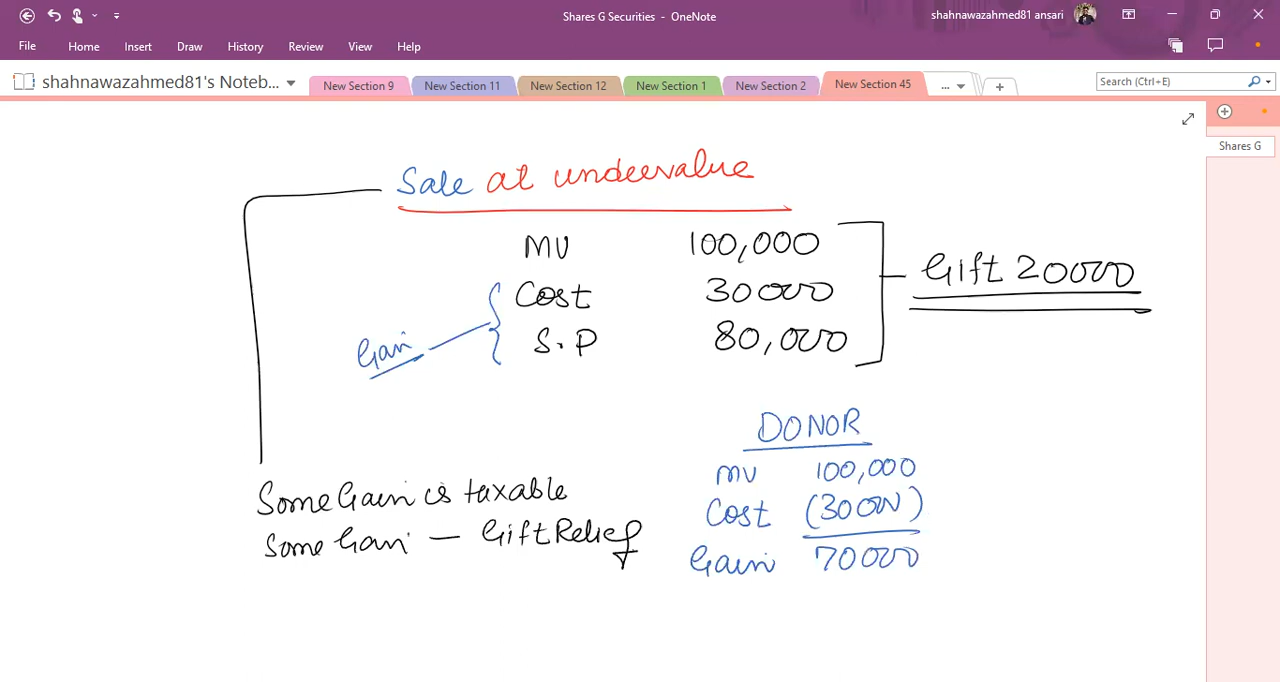 Shares G Securities - OneNote
shahnawazahmed81 ansari
File Home Insert Draw History Review View Help
shahnawazahmed81's Noteb...
New Section 9 New Section 11 New Section 12 New Section 1 New Section 2 New Section 45 ...
Search (Ctrl+E)
Shares G
Sale at undervalue
MV 100,000
Cost 30000
S.P 80,000
Gift 20000
Gain
DONOR
MV 100,000
Cost (30000)
Gain 70000
Some Gain is taxable
Some Gain — Gift Relief